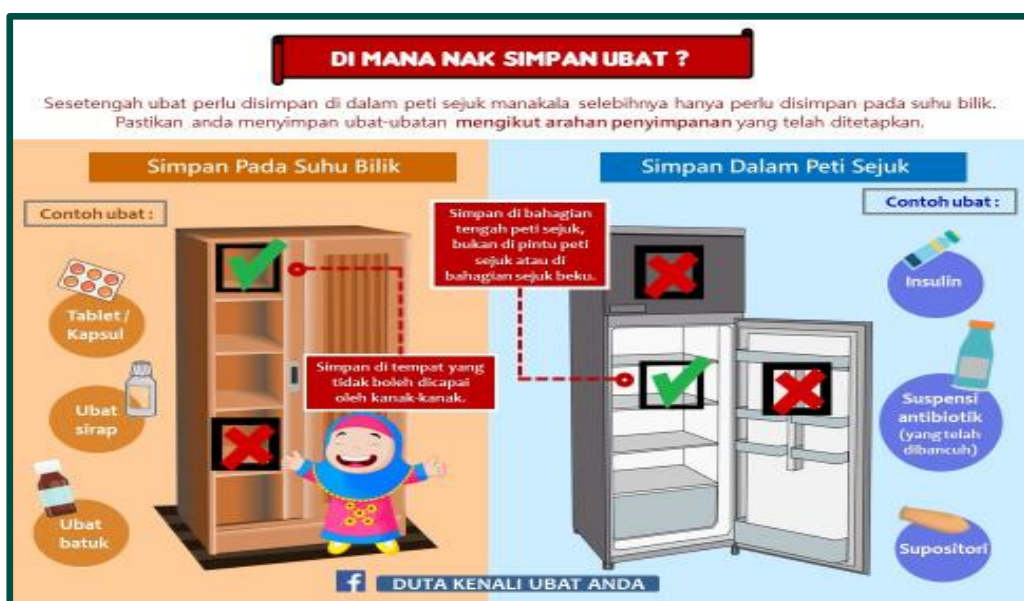 DI MANA NAK SIMPAN UBAT ?
Sesetengah ubat perlu disimpan di dalam peti sejuk manakala selebihnya hanya perlu disimpan pada suhu bilik.
Pastikan anda menyimpan ubat-ubatan mengikut arahan penyimpanan yang telah ditetapkan.
Simpan Pada Suhu Bilik
Contoh ubat :
Tablet /
Kapsul
Ubat
sirap
Ubat
batuk
Simpan di tempat yang
tidak boleh dicapai
oleh kanak-kanak.
Simpan Dalam Peti Sejuk
Simpan di bahagian
tengah peti sejuk,
bukan di pintu peti
sejuk atau di
bahagian sejuk beku.
Contoh ubat :
Insulin
Suspensi
antibiotik
(yang telah
dibancuh)
Supositori
f DUTA KENALI UBAT ANDA